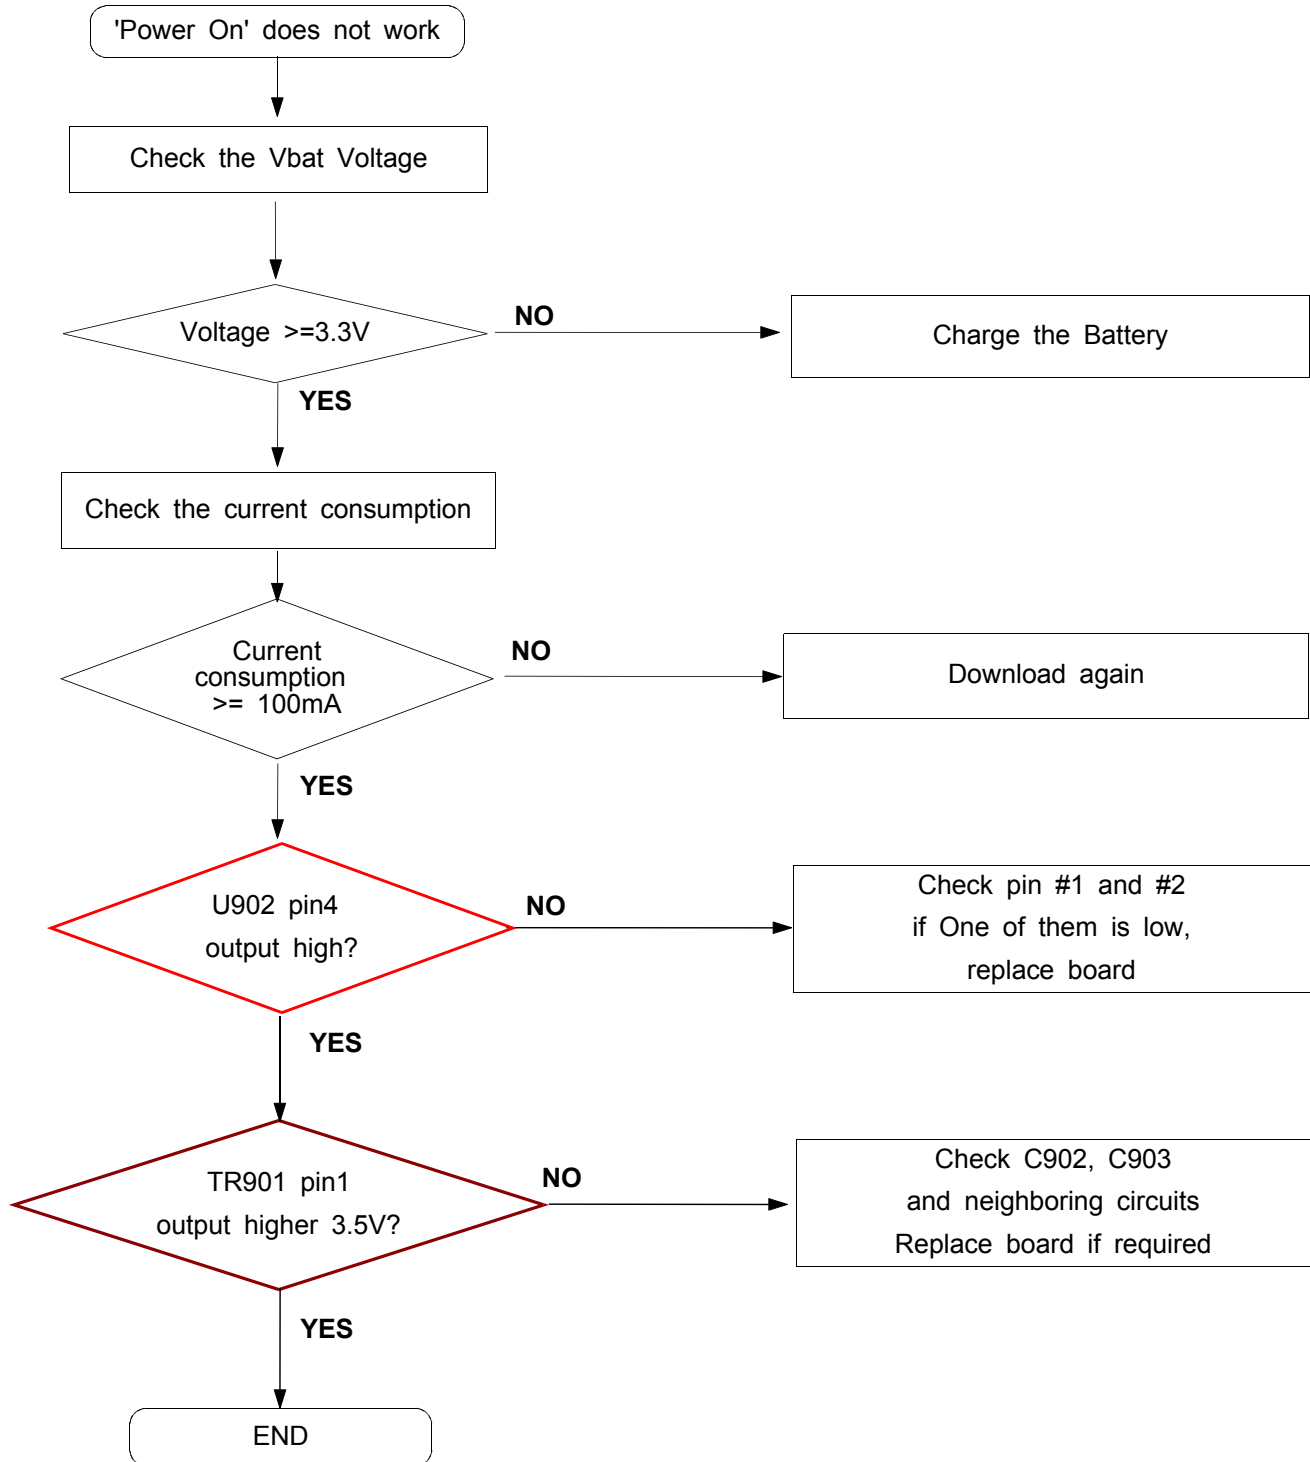 'Power On' does not work
Check the Vbat Voltage
Voltage >=3.3V
NO
Charge the Battery
YES
Check the current consumption
Current
consumption
>= 100mA
NO
Download again
YES
U902 pin4
output high?
NO
Check pin #1 and #2
if One of them is low,
replace board
YES
TR901 pin1
output higher 3.5V?
NO
Check C902, C903
and neighboring circuits
Replace board if required
YES
END